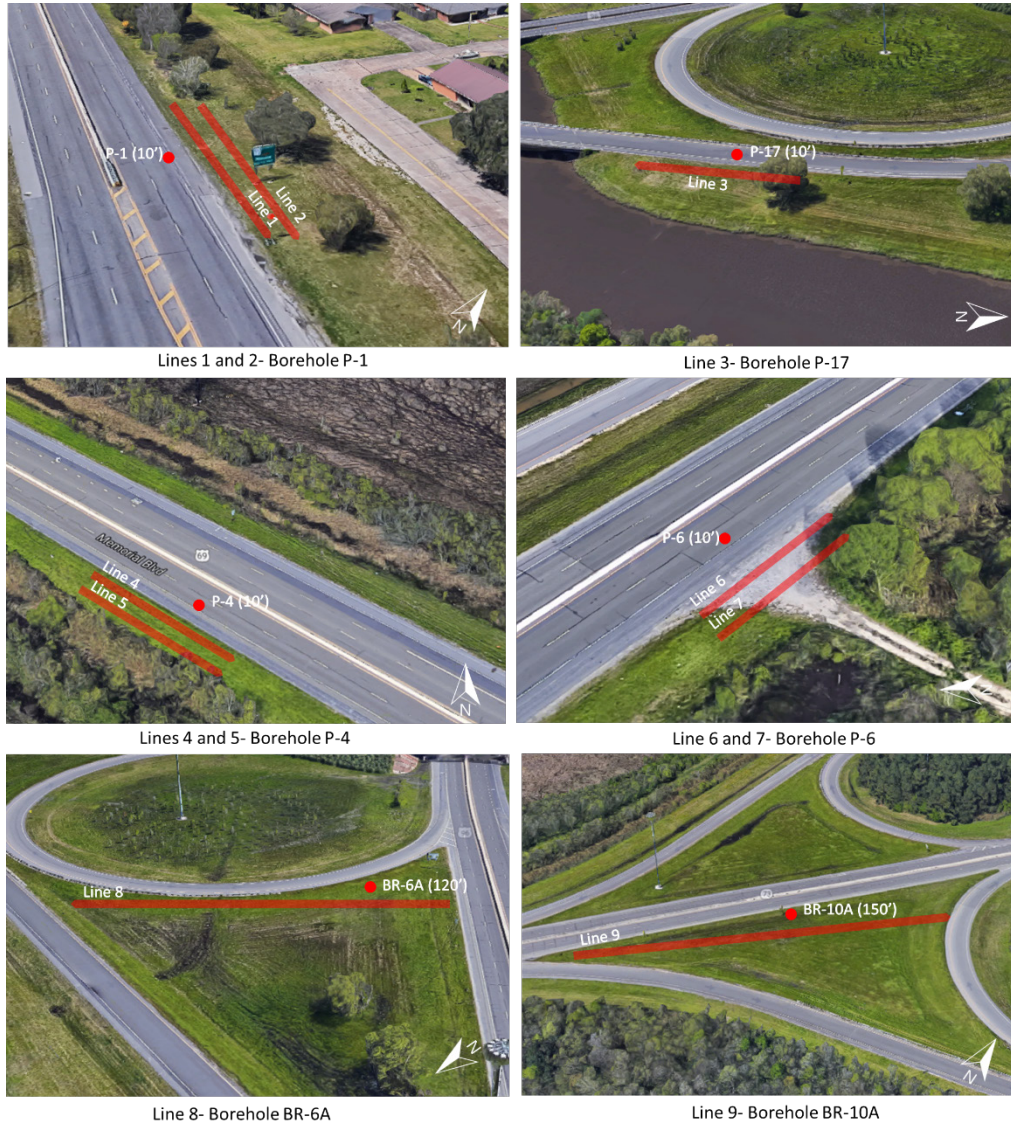 P-1 (10’)
Line 1
Line 2
N
Lines 1 and 2- Borehole P-1
P-17 (10’)
Line 3
N
Line 3- Borehole P-17
Memorial Blvd
69
Line 4
Line 5
P-4 (10’)
N
Lines 4 and 5- Borehole P-4
P-6 (10’)
Line 6
Line 7
Line 6 and 7- Borehole P-6
Line 8
BR-6A (120’)
N
Line 8- Borehole BR-6A
BR-10A (150’)
Line 9
N
Line 9- Borehole BR-10A